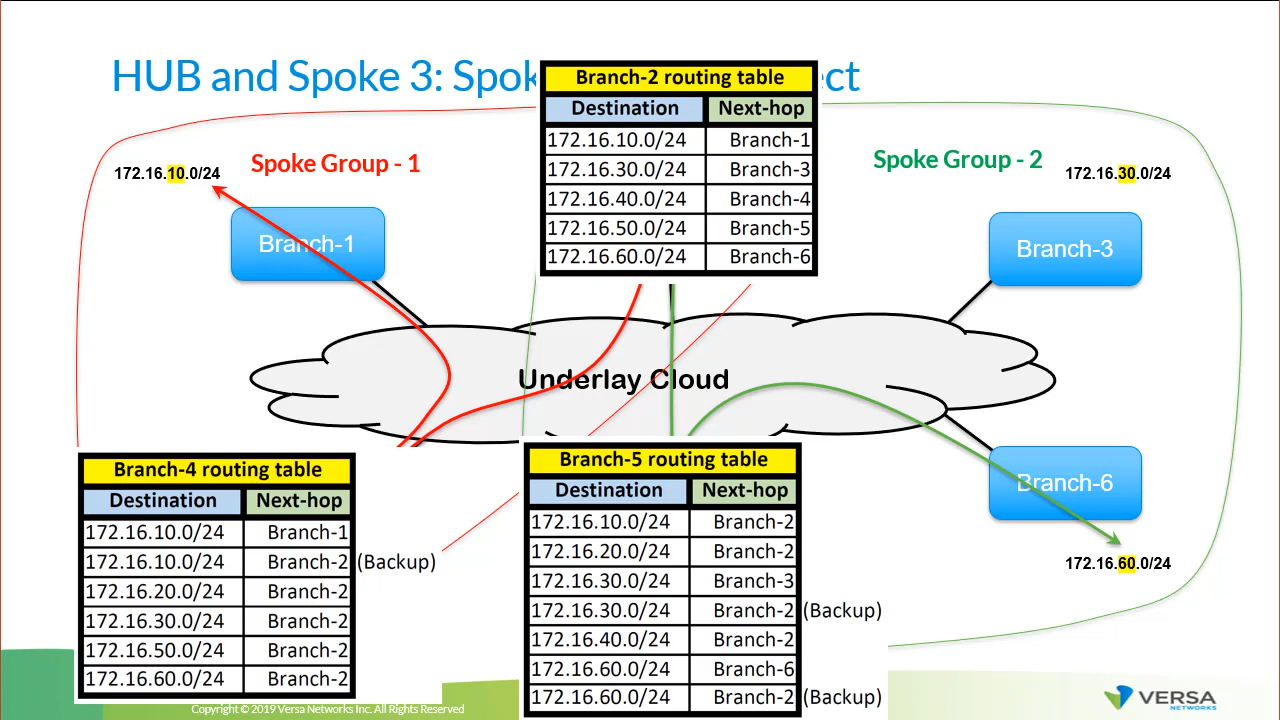 HUB and Spoke 3: Spok
ect
Branch-2 routing table
Destination Next-hop
172.16.10.0/24 Branch-1
172.16.30.0/24 Branch-3
172.16.40.0/24 Branch-4
172.16.50.0/24 Branch-5
172.16.60.0/24 Branch-6
Spoke Group - 1
172.16.10.0/24
Branch-1
Spoke Group - 2
172.16.30.0/24
Branch-3
Underlay Cloud
Branch-4 routing table
Destination Next-hop
172.16.10.0/24 Branch-1
172.16.10.0/24 Branch-2 (Backup)
172.16.20.0/24 Branch-2
172.16.30.0/24 Branch-2
172.16.50.0/24 Branch-2
172.16.60.0/24 Branch-2
Branch-5 routing table
Destination Next-hop
172.16.10.0/24 Branch-2
172.16.20.0/24 Branch-2
172.16.30.0/24 Branch-3
172.16.30.0/24 Branch-2 (Backup)
172.16.40.0/24 Branch-2
172.16.60.0/24 Branch-6
172.16.60.0/24 Branch-2 (Backup)
Branch-6
172.16.60.0/24
Copyright © 2019 Versa Networks Inc. All Rights Reserved
VERSA
NETWORKS